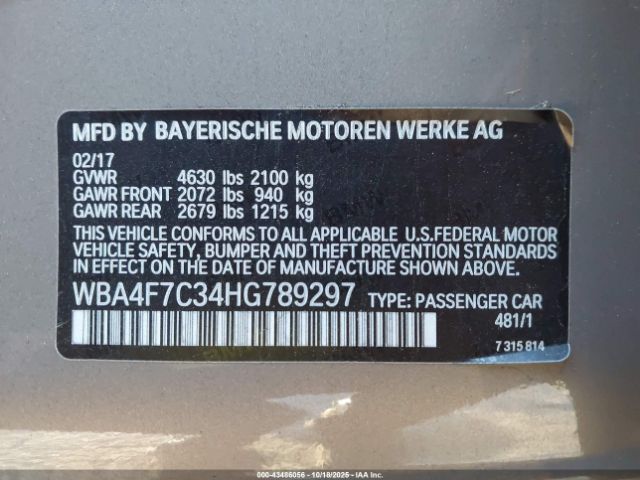 MFD BY BAYERISCHE MOTOREN WERKE AG
02/17
GVWR 4630 lbs 2100 kg
GAWR FRONT 2072 lbs 940 kg
GAWR REAR 2679 lbs 1215 kg
THIS VEHICLE CONFORMS TO ALL APPLICABLE U.S.FEDERAL MOTOR
VEHICLE SAFETY, BUMPER AND THEFT PREVENTION STANDARDS
IN EFFECT ON THE DATE OF MANUFACTURE SHOWN ABOVE.
WBA4F7C34HG789297 TYPE: PASSENGER CAR
481/1
7 315 814
000-43486056 | 10/18/2025 | IAA Inc.